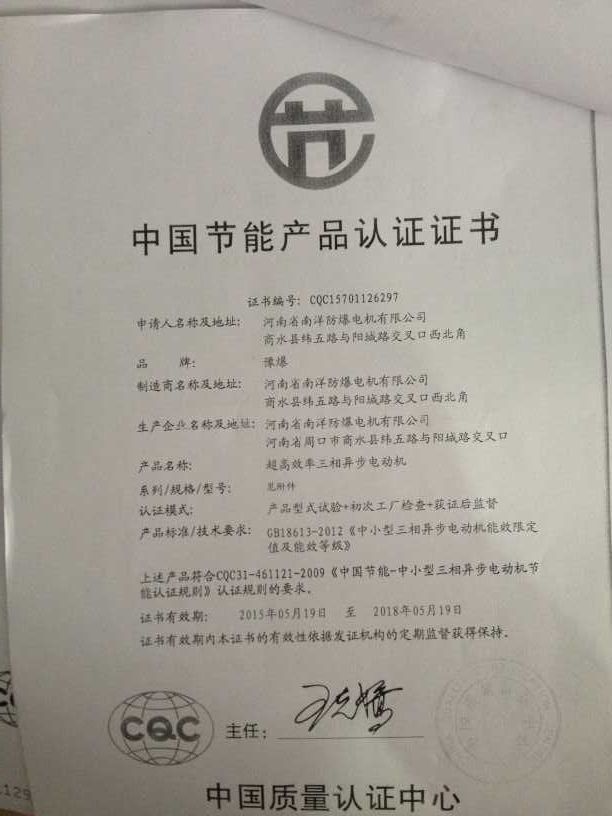 中国节能产品认证证书
证书编号: CQC15701126297
申请人名称及地址: 河南省南洋防爆电机有限公司
商水县纬五路与阳城路交叉口西北角
品 牌: 豫爆
制造商名称及地址: 河南省南洋防爆电机有限公司
商水县纬五路与阳城路交叉口西北角
生产企业名称及地址: 河南省南洋防爆电机有限公司
河南省周口市商水县纬五路与阳城路交叉口
产品名称: 超高效率三相异步电动机
系列/规格/型号: 见附件
认证模式: 产品型式试验+初次工厂检查+获证后监督
产品标准/技术要求: GB18613-2012《中小型三相异步电动机能效限定
值及能效等级》
上述产品符合CQC31-461121-2009《中国节能-中小型三相异步电动机节
能认证规则》认证规则的要求。
证书有效期: 2015年05月19日 至 2018年05月19日
证书有效期内本证书的有效性依据发证机构的定期监督获得保持。
CQC 主任:
中国质量认证中心